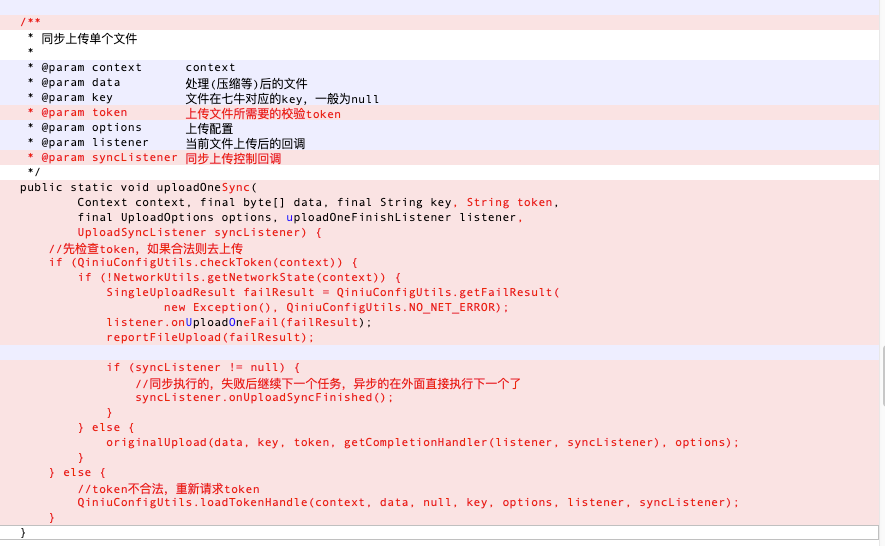 /**
 * 同步上传单个文件
 *
 * @param context      context
 * @param data         处理(压缩等)后的文件
 * @param key          文件在七牛对应的key，一般为null
 * @param token        上传文件所需要的校验token
 * @param options      上传配置
 * @param listener     当前文件上传后的回调
 * @param syncListener 同步上传控制回调
 */
public static void uploadOneSync(
        Context context, final byte[] data, final String key, String token,
        final UploadOptions options, uploadOneFinishListener listener,
        UploadSyncListener syncListener) {
    //先检查token，如果合法则去上传
    if (QiniuConfigUtils.checkToken(context)) {
        if (!NetworkUtils.getNetworkState(context)) {
            SingleUploadResult failResult = QiniuConfigUtils.getFailResult(
                    new Exception(), QiniuConfigUtils.NO_NET_ERROR);
            listener.onUploadOneFail(failResult);
            reportFileUpload(failResult);

            if (syncListener != null) {
                //同步执行的，失败后继续下一个任务，异步的在外面直接执行下一个了
                syncListener.onUploadSyncFinished();
            }
        } else {
            originalUpload(data, key, token, getCompletionHandler(listener, syncListener), options);
        }
    } else {
        //token不合法，重新请求token
        QiniuConfigUtils.loadTokenHandle(context, data, null, key, options, listener, syncListener);
    }
}